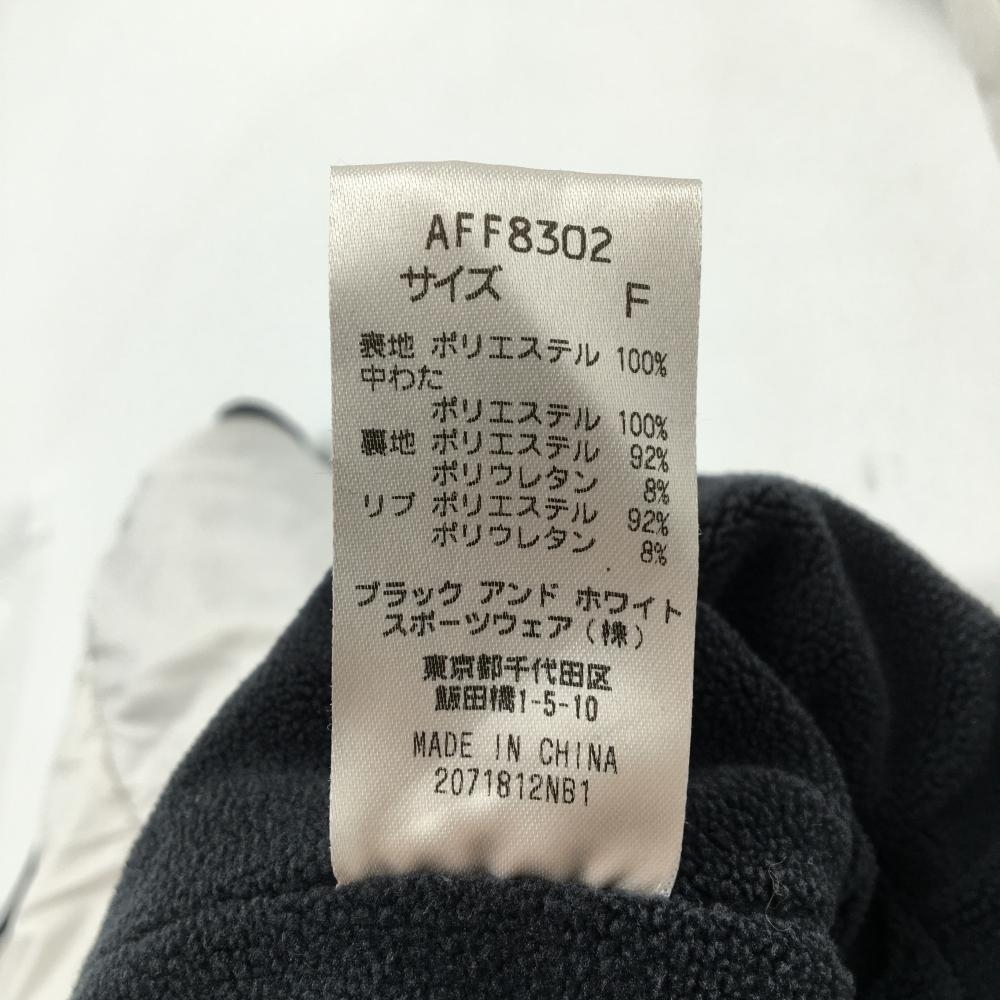 AFF8302
サイズ F
表地 ポリエステル 100%
中わた
ポリエステル 100%
裏地 ポリエステル 92%
ポリウレタン 8%
リブ ポリエステル 92%
ポリウレタン 8%
ブラック アンド ホワイト
スポーツウェア(株)
東京都千代田区
飯田橋1-5-10
MADE IN CHINA
2071812NB1